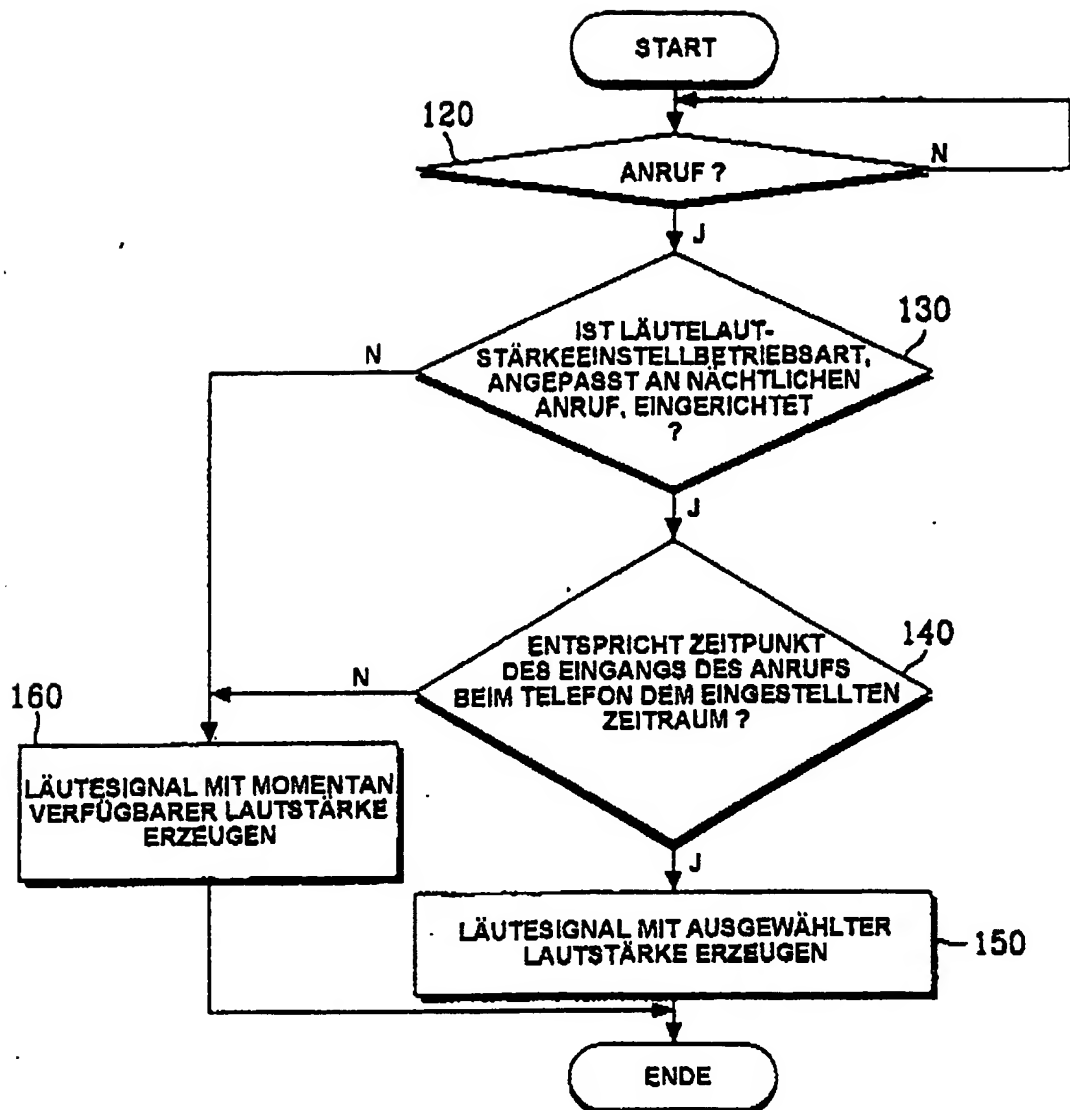 START
120
ANRUF ?
N
J
130
IST LÄUTELAUT-
STÄRKEEINSTELLBETRIEBSART,
ANGEPASST AN NÄCHTLICHEN
ANRUF, EINGERICHTET
?
N
J
140
ENTSPRICHT ZEITPUNKT
DES EINGANGS DES ANRUFS
BEIM TELEFON DEM EINGESTELLTEN
ZEITRAUM ?
N
J
160
LÄUTESIGNAL MIT MOMENTAN
VERFÜGBARER LAUTSTÄRKE
ERZEUGEN
LÄUTESIGNAL MIT AUSGEWÄHLTER
LAUTSTÄRKE ERZEUGEN
150
ENDE